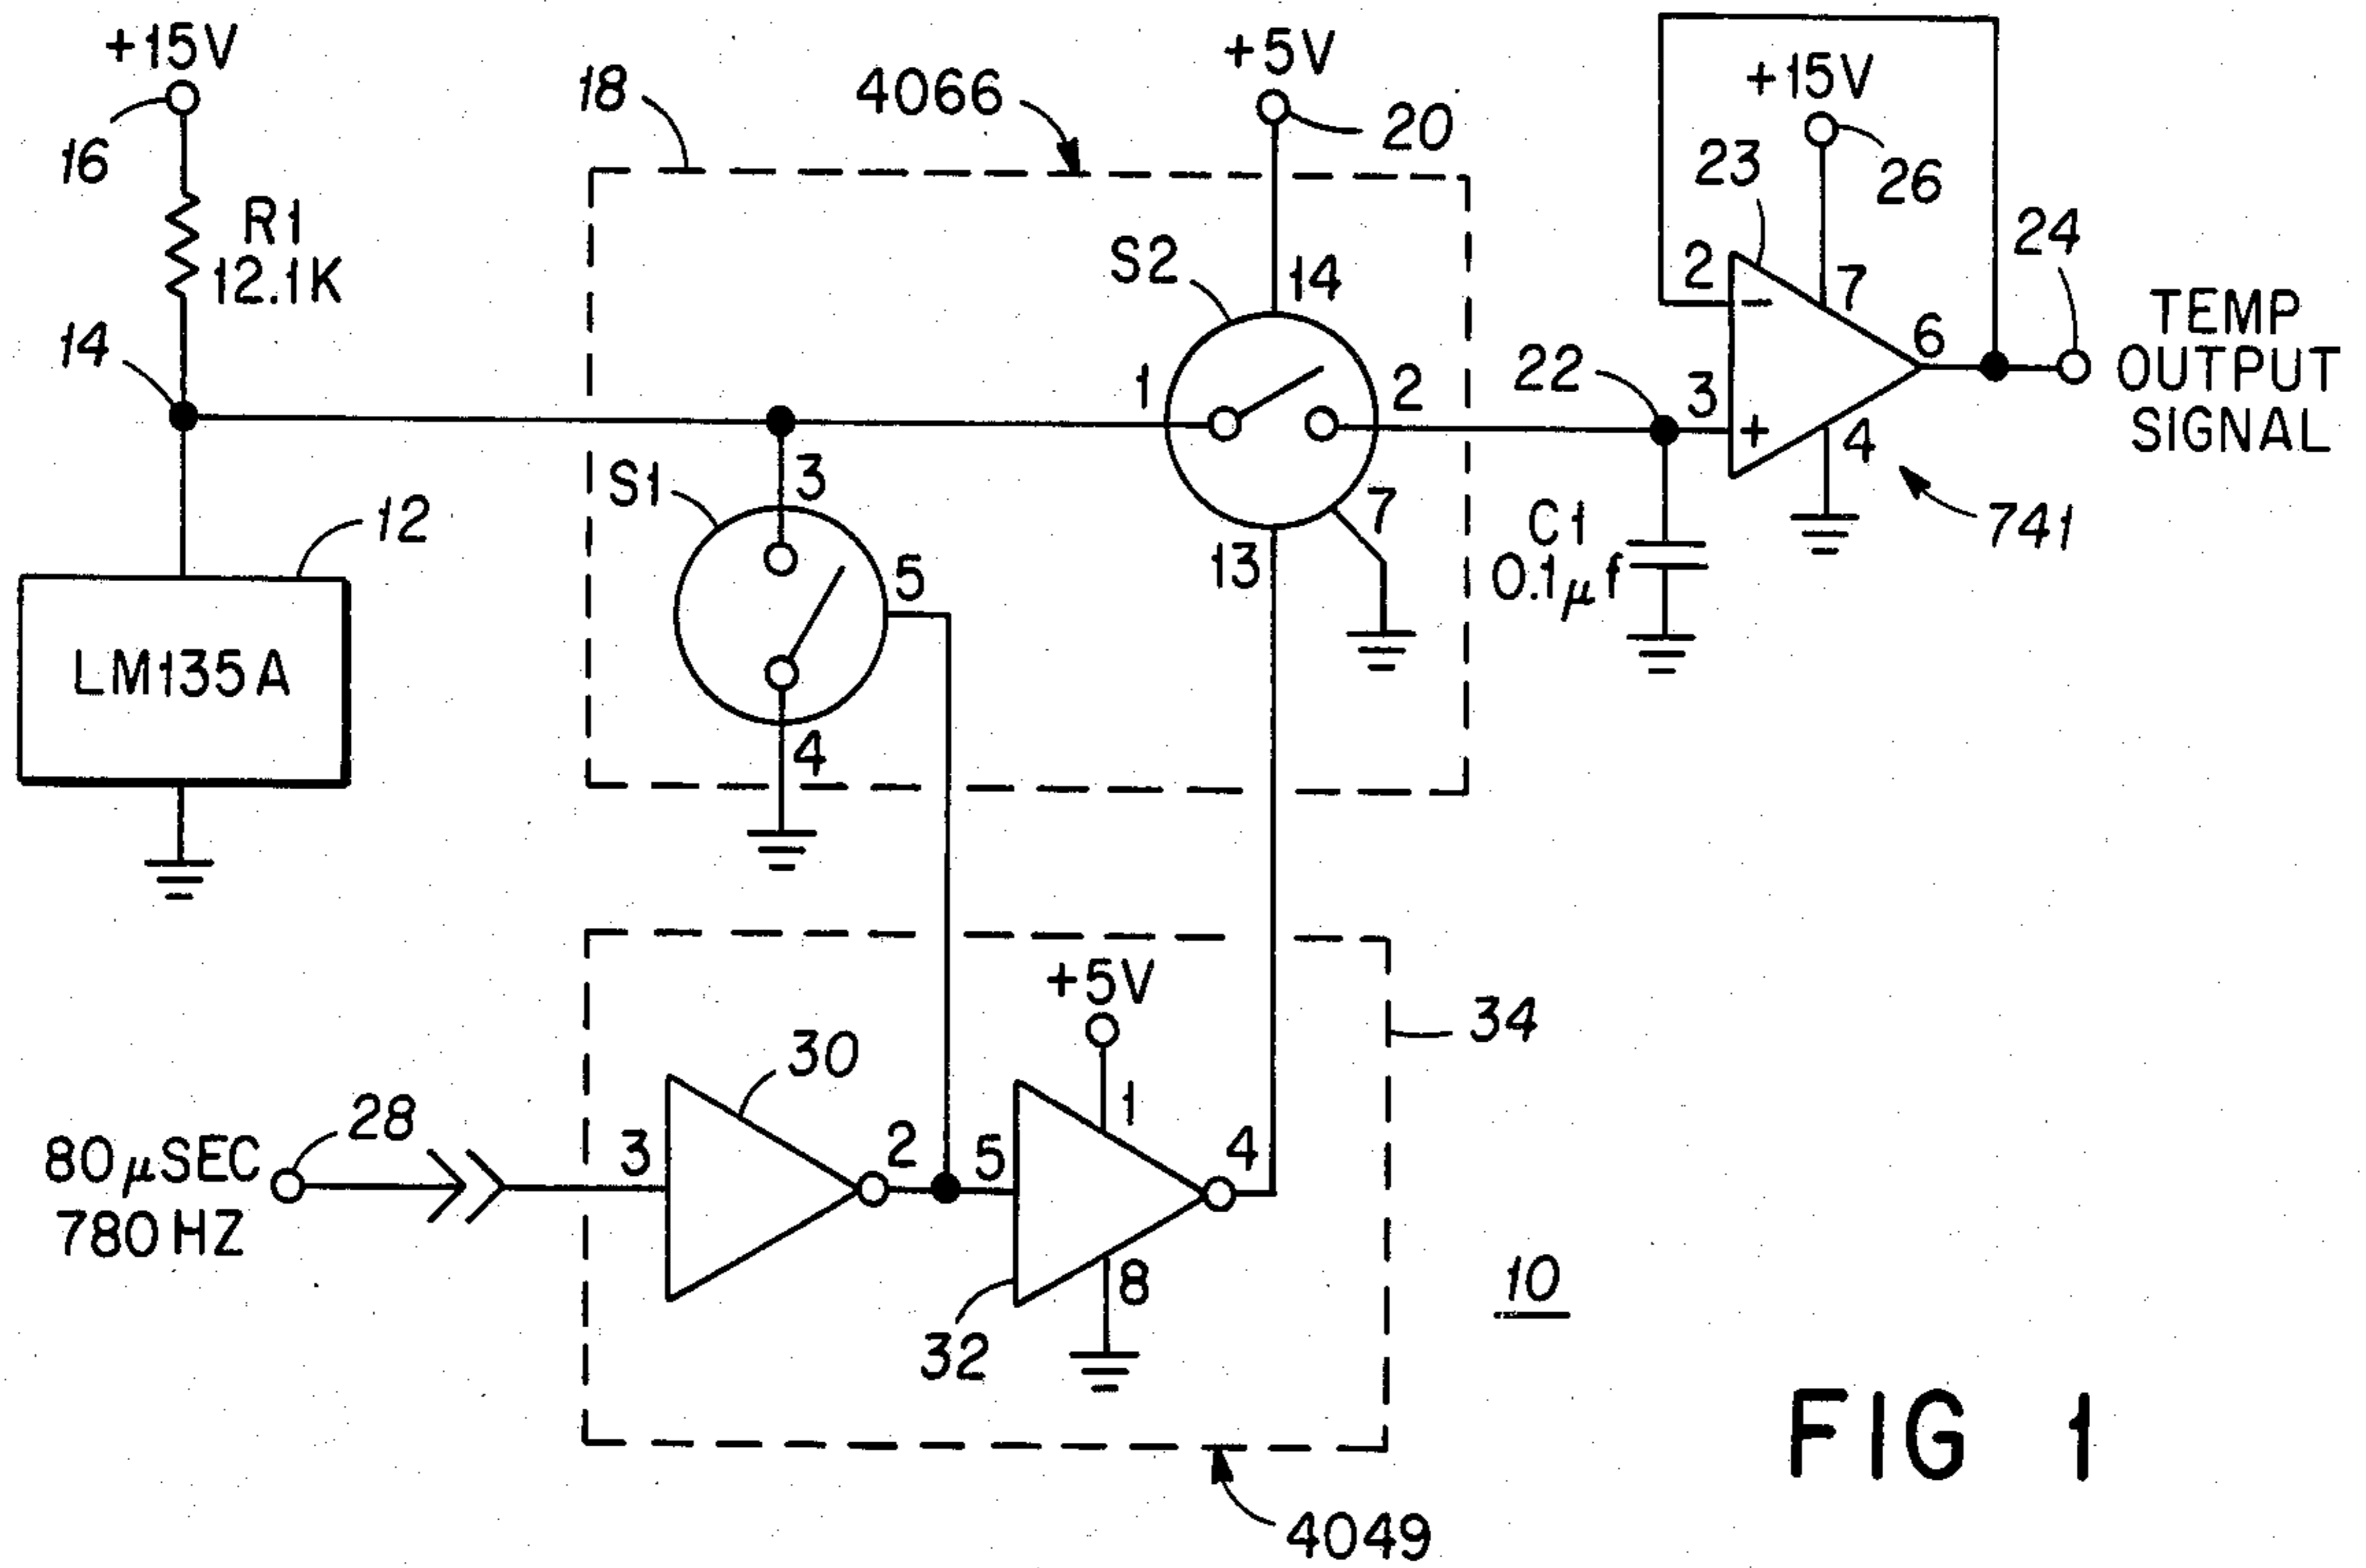 +15V
16
R1
12.1K
14
12
LM135A
18
4066
+5V
20
S2
14
1
2
13
7
S1
3
5
4
22
C1
0.1μf
+15V
26
23
2
−
7
3
+
4
6
24
741
TEMP
OUTPUT
SIGNAL
80μSEC
780HZ
28
3
30
2
5
+5V
1
4
8
32
34
4049
10
FIG 1